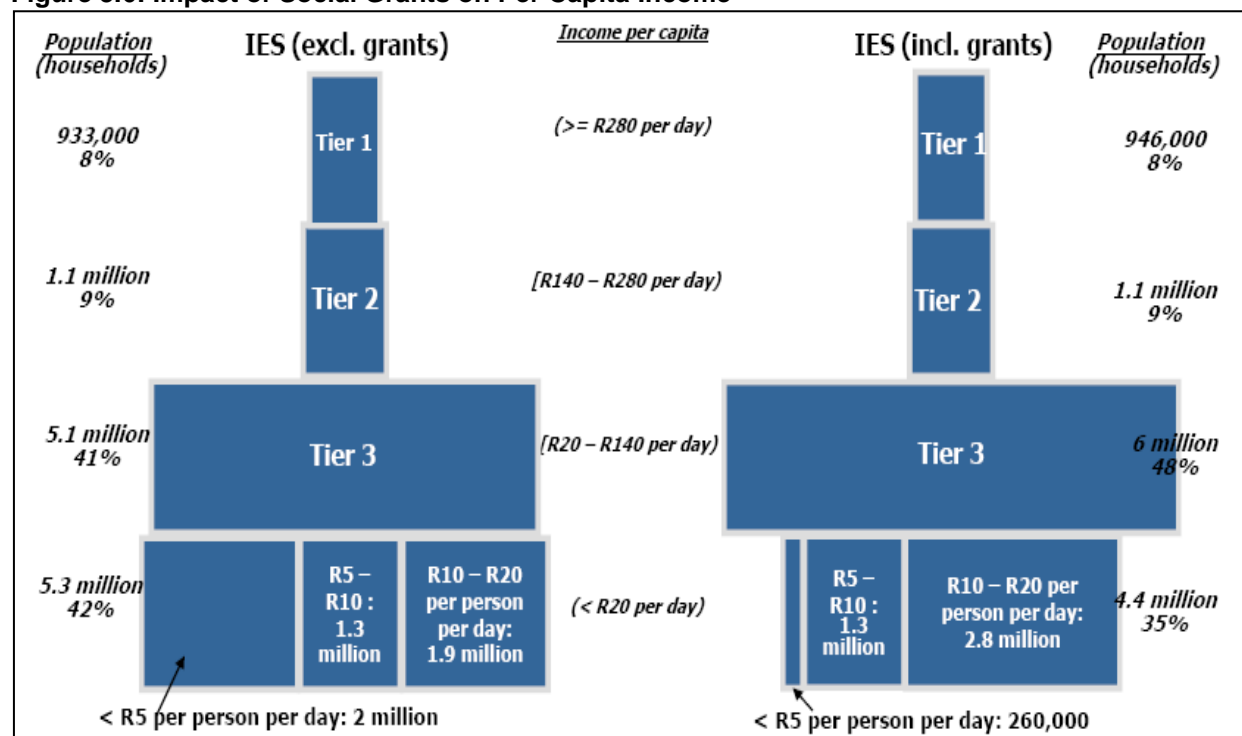 Population
(households)
IES (excl. grants)
Income per capita
IES (incl. grants)
Population
(households)
933,000
8%
Tier 1
(>= R280 per day)
Tier 1
946,000
8%
1.1 million
9%
Tier 2
[R140 – R280 per day)
Tier 2
1.1 million
9%
5.1 million
41%
Tier 3
[R20 – R140 per day)
Tier 3
6 million
48%
5.3 million
42%
R5 –
R10 :
1.3
million
R10 – R20
per person
per day:
1.9 million
(< R20 per day)
R5 –
R10 :
1.3
million
R10 – R20 per
person per day:
2.8 million
4.4 million
35%
< R5 per person per day: 2 million
< R5 per person per day: 260,000